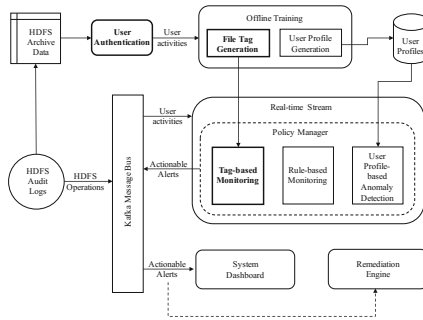 Offline Training
HDFS
Archive
Data
User
Authentication
User
activities
File Tag
Generation
User Profile
Generation
User
Profiles
Real-time Stream
User
activities
Policy Manager
Actionable
Alerts
Tag-based
Monitoring
Rule-based
Monitoring
User
Profile-
based
Anomaly
Detection
HDFS
Audit
Logs
HDFS
Operations
Kafka Message Bus
Actionable
Alerts
System
Dashboard
Remediation
Engine